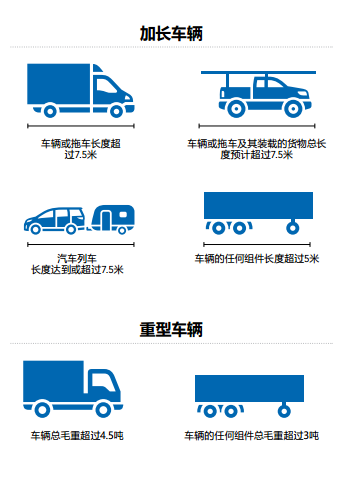 加长车辆
车辆或拖车长度超
过7.5米
车辆或拖车及其装载的货物总长
度预计超过7.5米
汽车列车
长度达到或超过7.5米
车辆的任何组件长度超过5米
重型车辆
车辆总毛重超过4.5吨
车辆的任何组件总毛重超过3吨